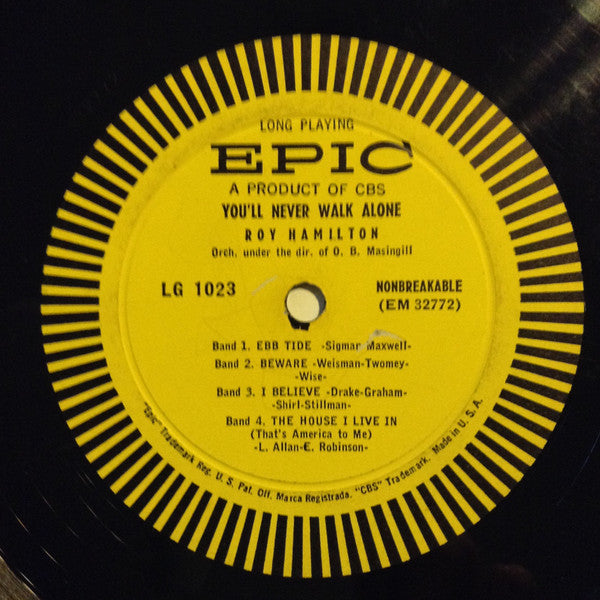 LONG PLAYING
EPIC
A PRODUCT OF CBS
YOU'LL NEVER WALK ALONE
ROY HAMILTON
Orch. under the dir. of O. B. Masingill
LG 1023
NONBREAKABLE
(EM 32772)
Band 1. EBB TIDE -Sigmar Maxwell-
Band 2. BEWARE -Weisman-Twomey-
-Wise-
Band 3. I BELIEVE -Drake-Graham-
-Shirl-Stillman-
Band 4. THE HOUSE I LIVE IN
(That's America to Me)
-L. Allan-E. Robinson-
"Epic" Trademark Reg. U. S. Pat. Off. Marca Registrada. "CBS" Trademark. Made in U. S. A.